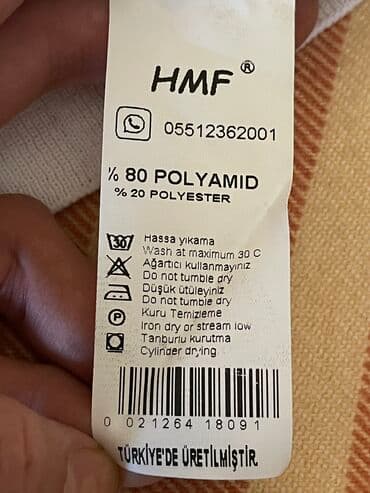 HMF ®
05512362001
% 80 POLYAMID
% 20 POLYESTER
30
Hassa yıkama
Wash at maximum 30 C
Ağartıcı kullanmayınız
Do not tumble dry
Düşük ütüleyiniz
Do not tumble dry
Kuru Temizleme
P
Iron dry or stream low
Tanburlu kurutma
Cylinder drying
0 021264 18091
TÜRKİYE'DE ÜRETİLMİŞTİR.